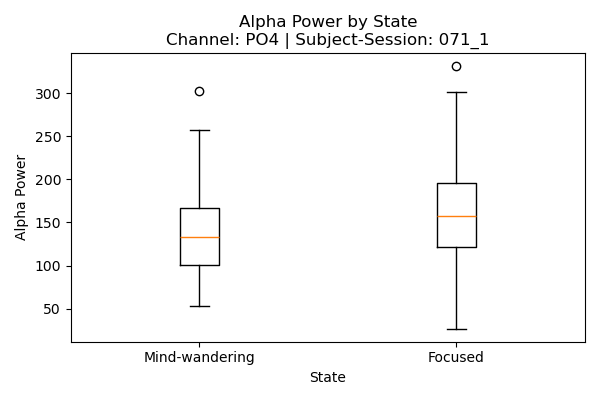 Alpha Power by State
Channel: PO4 | Subject-Session: 071_1
Alpha Power
300
250
200
150
100
50
Mind-wandering
Focused
State